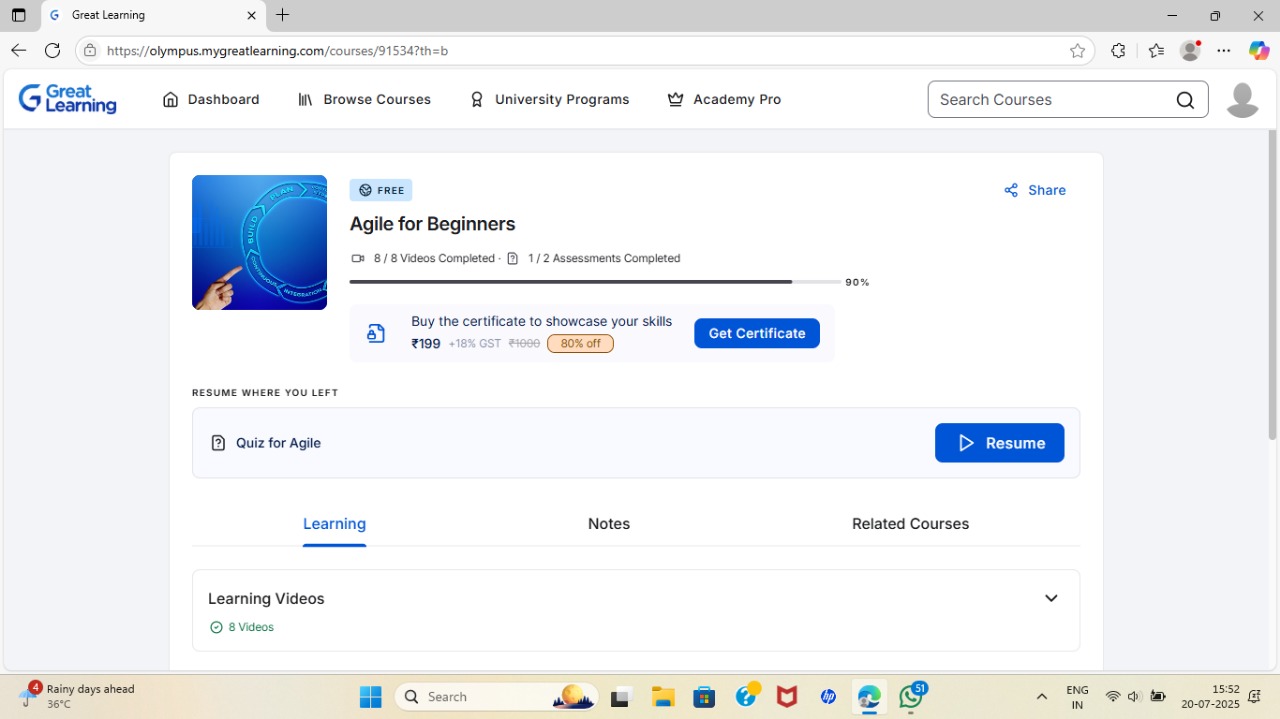 Great Learning
https://olympus.mygreatlearning.com/courses/91534?th=b
Great Learning
Dashboard
Browse Courses
University Programs
Academy Pro
Search Courses
PLAN
BUILD
CONTINUOUS
INTEGRATION
FREE
Share
Agile for Beginners
8 / 8 Videos Completed · 1 / 2 Assessments Completed
90%
Buy the certificate to showcase your skills
₹199 +18% GST ₹1000 80% off
Get Certificate
RESUME WHERE YOU LEFT
Quiz for Agile
Resume
Learning
Notes
Related Courses
Learning Videos
8 Videos
4
Rainy days ahead
36°C
Search
hp
51
ENG
IN
15:52
20-07-2025